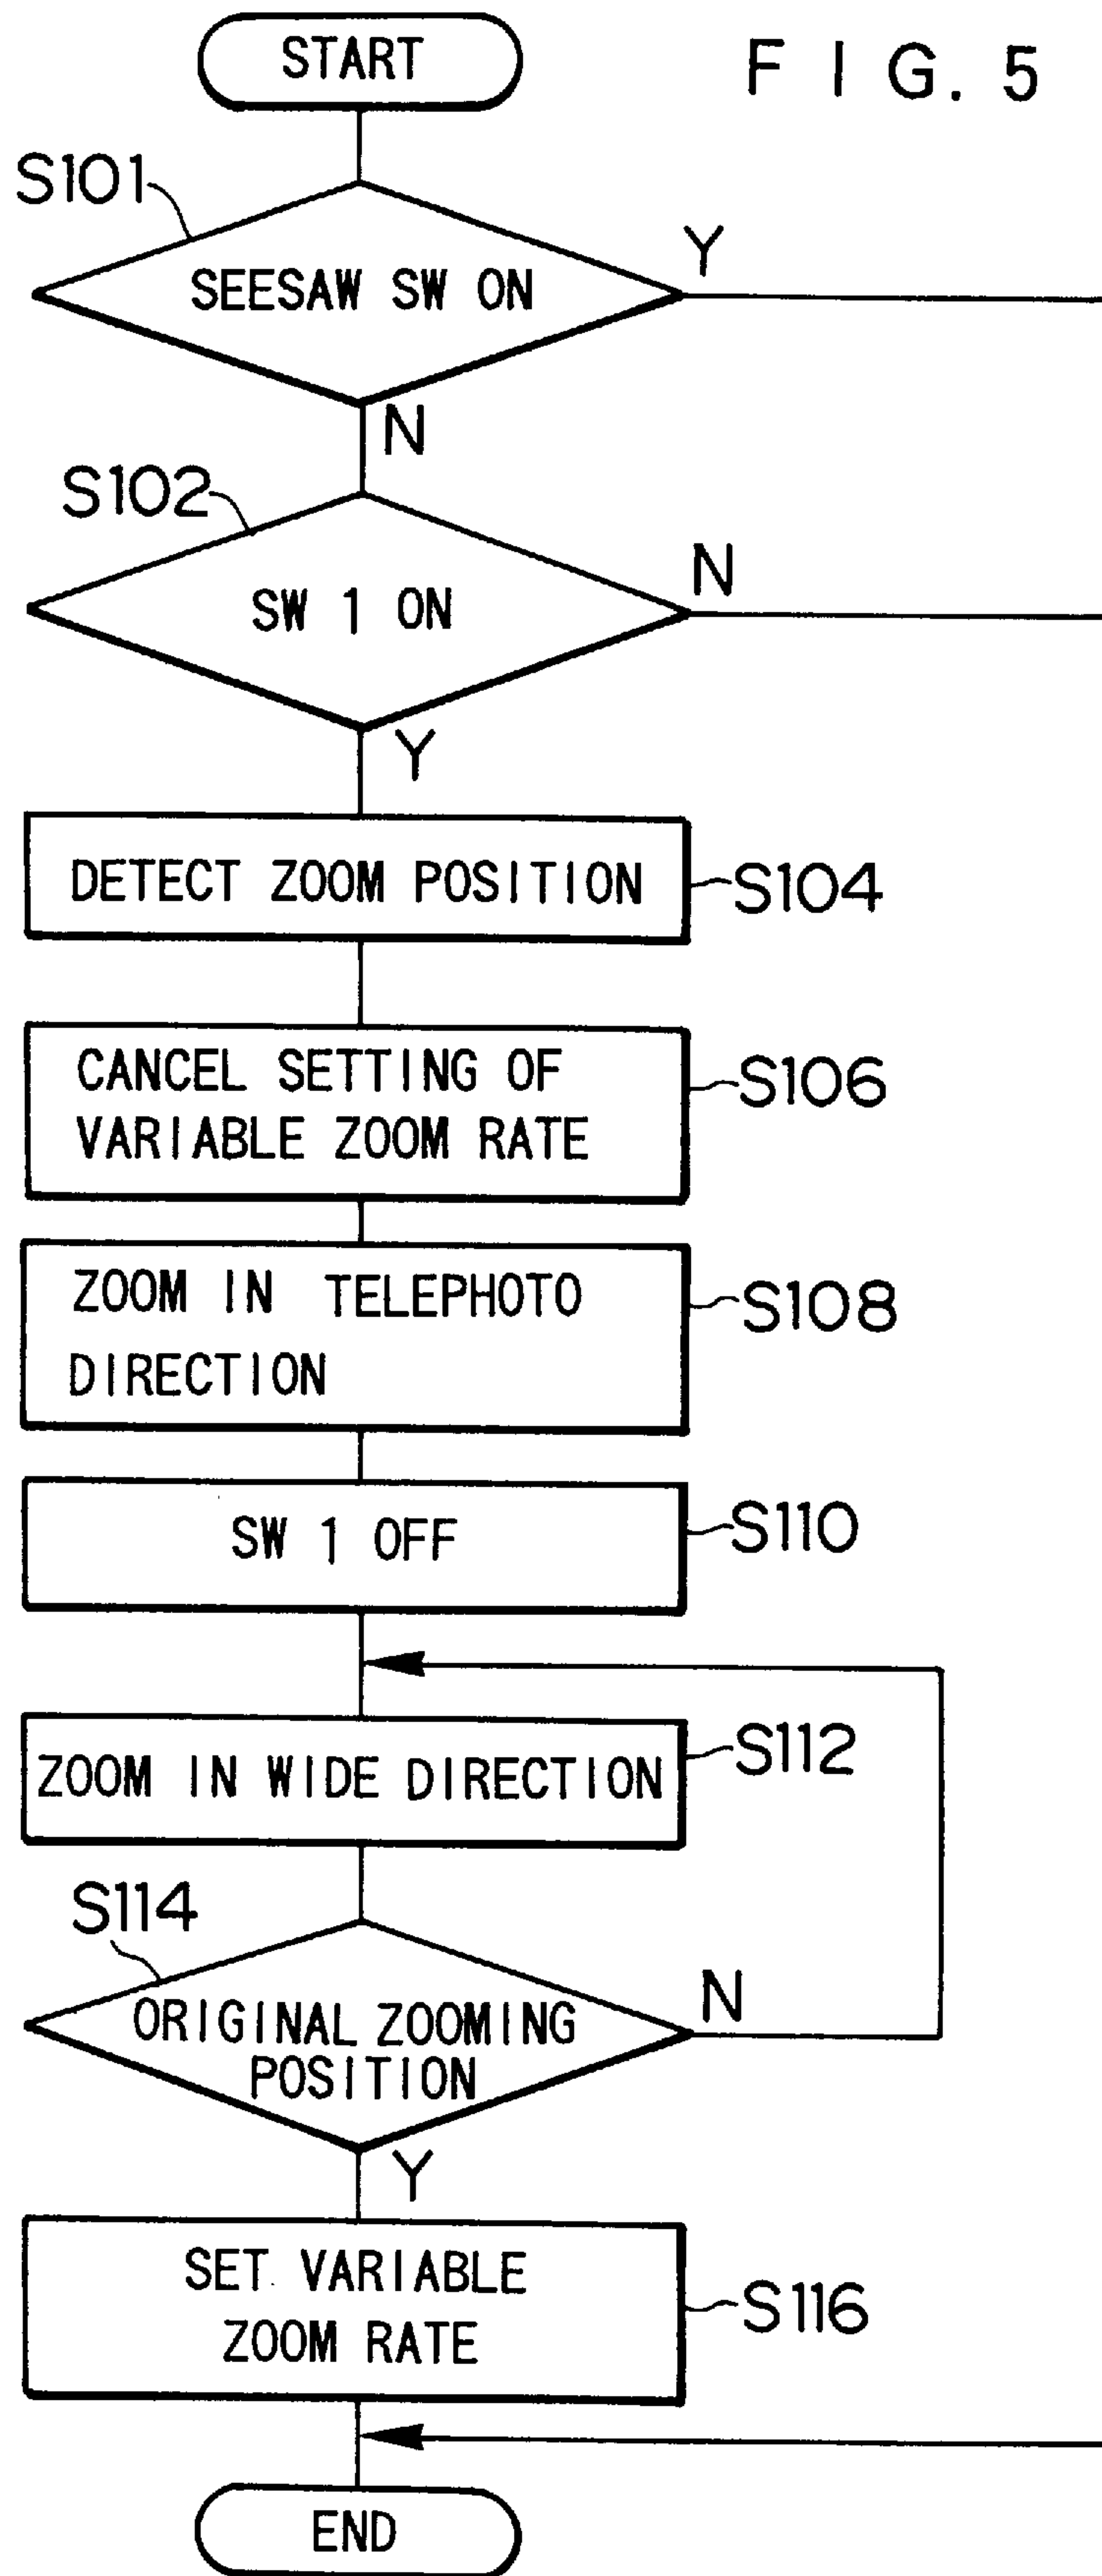 START
F I G. 5
S101
SEESAW SW ON
Y
N
S102
SW 1 ON
N
Y
DETECT ZOOM POSITION
S104
CANCEL SETTING OF
VARIABLE ZOOM RATE
S106
ZOOM IN TELEPHOTO
DIRECTION
S108
SW 1 OFF
S110
ZOOM IN WIDE DIRECTION
S112
S114
ORIGINAL ZOOMING
POSITION
N
Y
SET VARIABLE
ZOOM RATE
S116
END